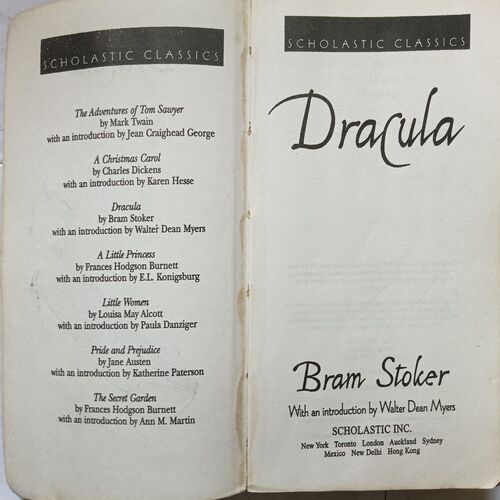 SCHOLASTIC CLASSICS
The Adventures of Tom Sawyer
by Mark Twain
with an introduction by Jean Craighead George
A Christmas Carol
by Charles Dickens
with an introduction by Karen Hesse
Dracula
by Bram Stoker
with an introduction by Walter Dean Myers
A Little Princess
by Frances Hodgson Burnett
with an introduction by E.L. Konigsburg
Little Women
by Louisa May Alcott
with an introduction by Paula Danziger
Pride and Prejudice
by Jane Austen
with an introduction by Katherine Paterson
The Secret Garden
by Frances Hodgson Burnett
with an introduction by Ann M. Martin
SCHOLASTIC CLASSICS
Dracula
Bram Stoker
With an introduction by Walter Dean Myers
SCHOLASTIC INC.
New York Toronto London Auckland Sydney
Mexico New Delhi Hong Kong